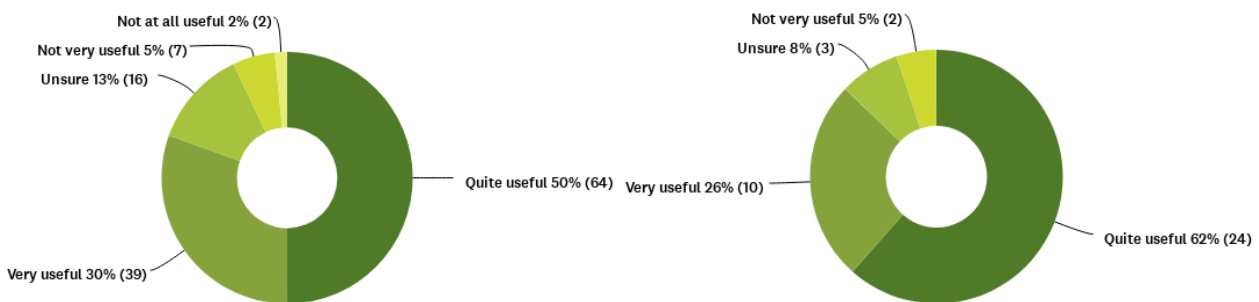 Not at all useful 2% (2)
Not very useful 5% (7)
Unsure 13% (16)
Quite useful 50% (64)
Very useful 30% (39)
Not very useful 5% (2)
Unsure 8% (3)
Very useful 26% (10)
Quite useful 62% (24)